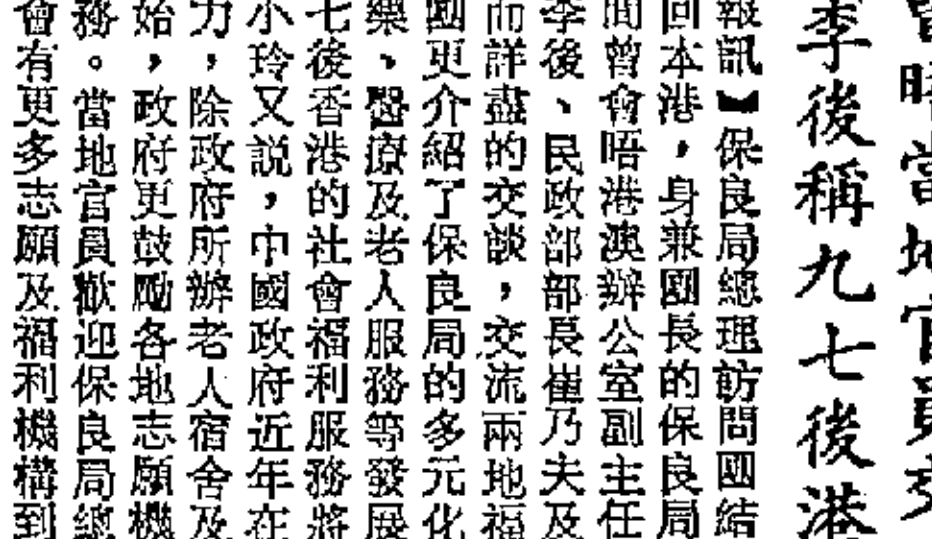 晤當地官員交
李後稱九七後港
報訊】保良局總理訪問團結
回本港，身兼團長的保良局
間曾會晤港澳辦公室副主任
李後、民政部部長崔乃夫及
而詳盡的交談，交流兩地福
團更介紹了保良局的多元化
樂、醫療及老人服務等發展
七後香港的社會福利服務將
小玲又説，中國政府近年在
力，除政府所辦老人宿舍及
始，政府更鼓勵各地志願機
務。當地官員歡迎保良局總
會有更多志願及福利機構到